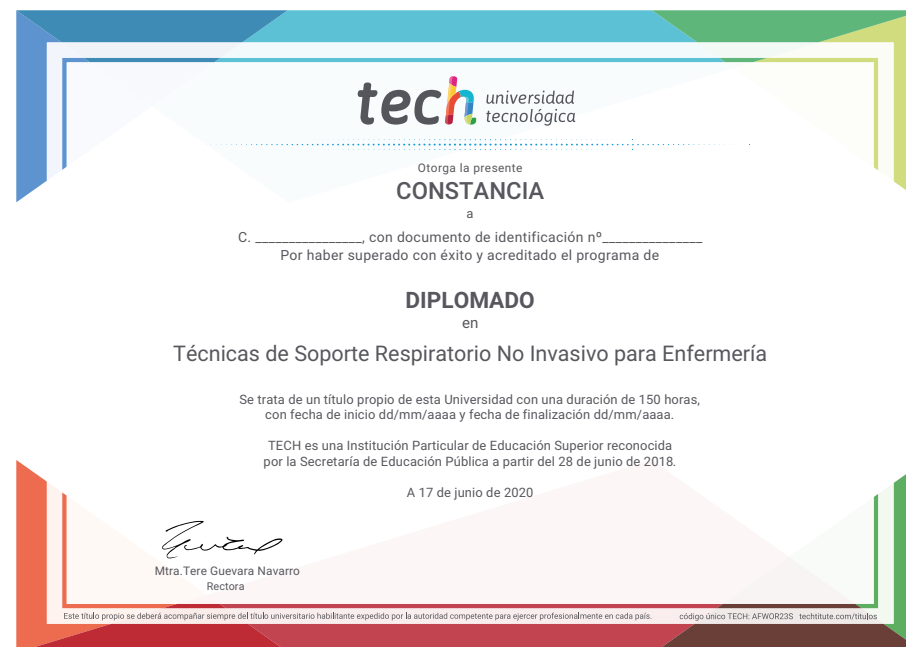 tech universidad
tecnológica
Otorga la presente
CONSTANCIA
a
C. ________________, con documento de identificación nº_______________
Por haber superado con éxito y acreditado el programa de
DIPLOMADO
en
Técnicas de Soporte Respiratorio No Invasivo para Enfermería
Se trata de un título propio de esta Universidad con una duración de 150 horas,
con fecha de inicio dd/mm/aaaa y fecha de finalización dd/mm/aaaa.
TECH es una Institución Particular de Educación Superior reconocida
por la Secretaría de Educación Pública a partir del 28 de junio de 2018.
A 17 de junio de 2020
Mtra.Tere Guevara Navarro
Rectora
Este título propio se deberá acompañar siempre del título universitario habilitante expedido por la autoridad competente para ejercer profesionalmente en cada país. código único TECH: AFWOR23S techtitute.com/titulos